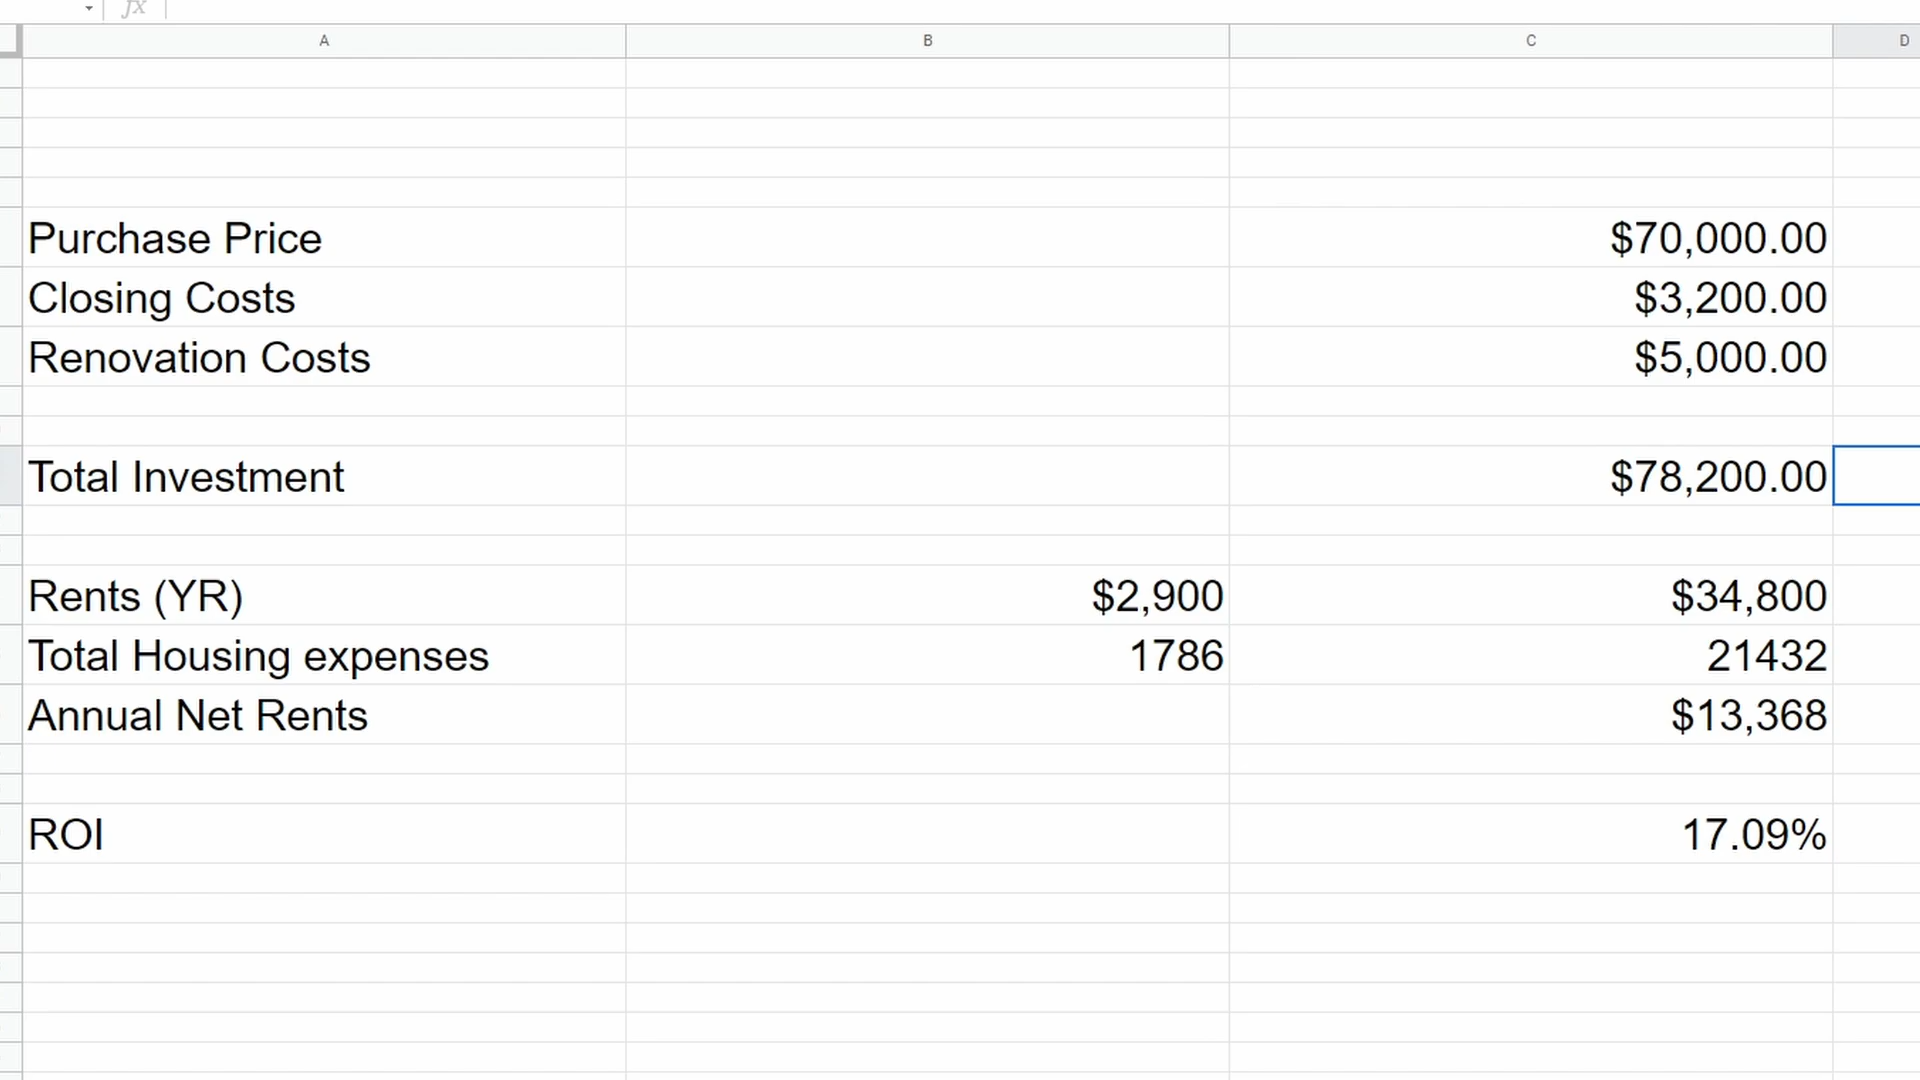 fx
A B C D
Purchase Price $70,000.00
Closing Costs $3,200.00
Renovation Costs $5,000.00
Total Investment $78,200.00
Rents (YR) $2,900 $34,800
Total Housing expenses 1786 21432
Annual Net Rents $13,368
ROI 17.09%